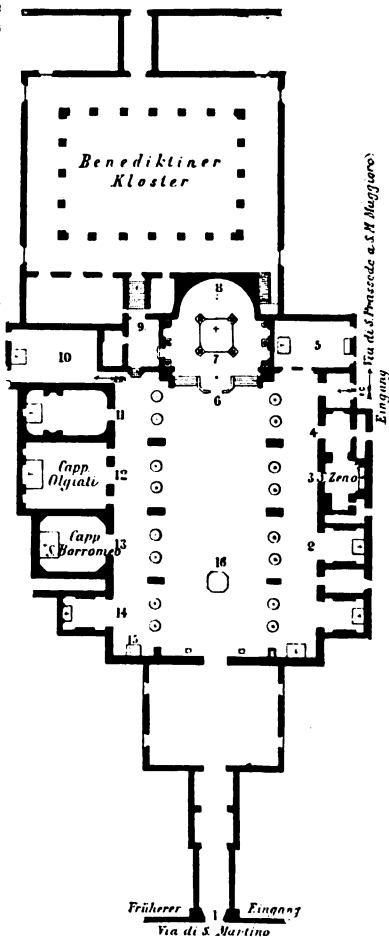 Benediktiner
Kloster
Via di S. Prassede a S. M. Maggiore
Eingang
8
9
7
10
5
6
11
4
12
Capp.
Olgiati
3
Zeno
13
Capp
S.C. Borromeo
2
16
14
15
Früherer
1
Eingang
Via di S. Martino